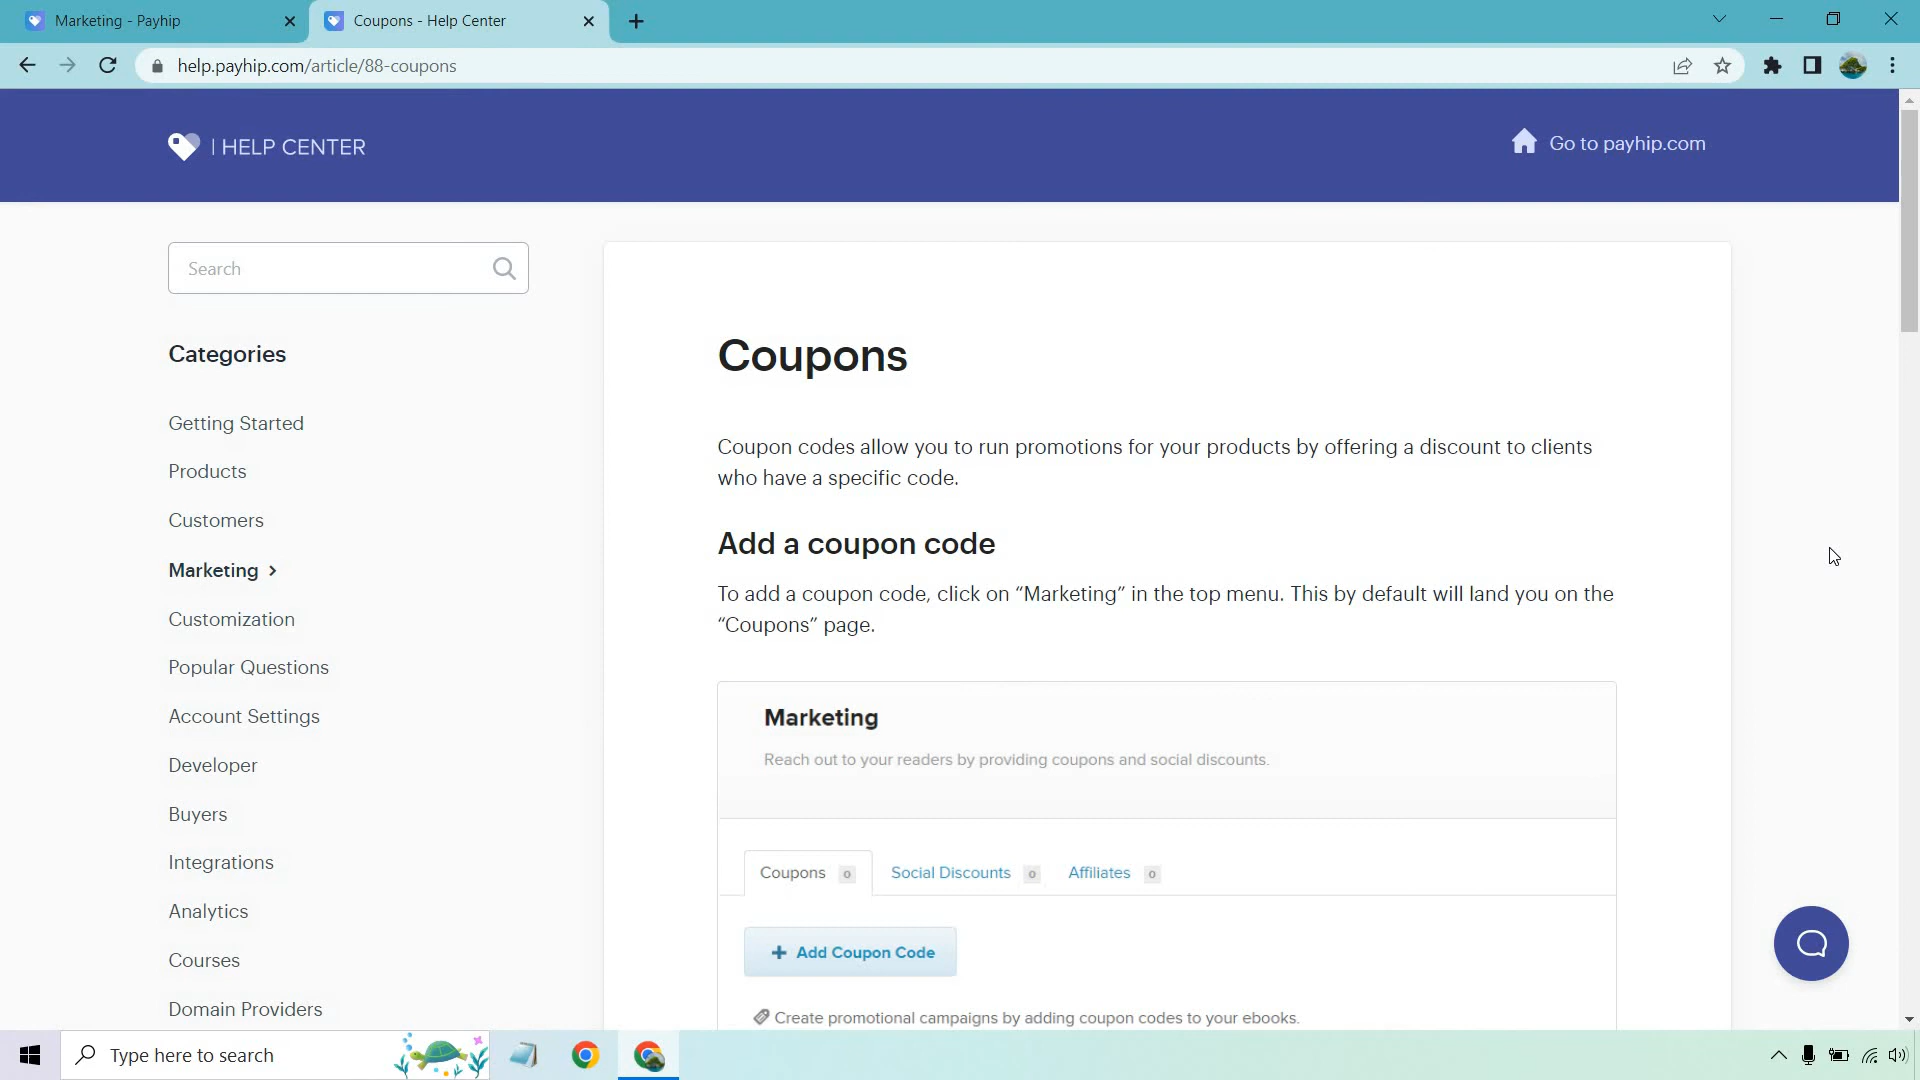 Marketing - Payhip
Coupons - Help Center
help.payhip.com/article/88-coupons
| HELP CENTER
Go to payhip.com
Search
Categories
Getting Started
Products
Customers
Marketing
Customization
Popular Questions
Account Settings
Developer
Buyers
Integrations
Analytics
Courses
Domain Providers
Coupons
Coupon codes allow you to run promotions for your products by offering a discount to clients
who have a specific code.
Add a coupon code
To add a coupon code, click on “Marketing” in the top menu. This by default will land you on the
“Coupons” page.
Marketing
Reach out to your readers by providing coupons and social discounts.
Coupons 0 Social Discounts 0 Affiliates 0
+ Add Coupon Code
Create promotional campaigns by adding coupon codes to your ebooks.
Type here to search